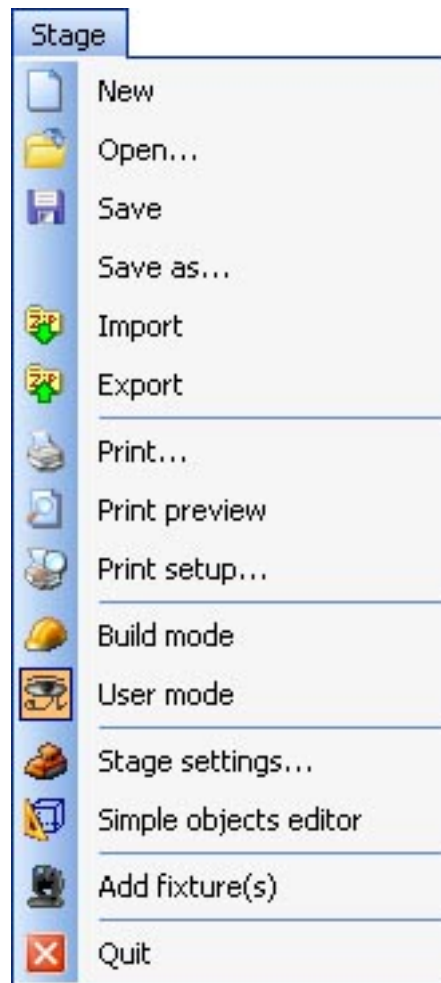 Stage
New
Open...
Save
Save as...
Import
Export
Print...
Print preview
Print setup...
Build mode
User mode
Stage settings...
Simple objects editor
Add fixture(s)
Quit